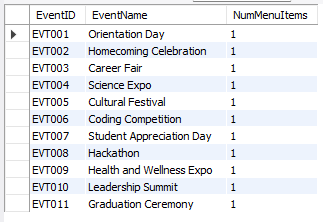 EventID EventName NumMenuItems
EVT001 Orientation Day 1
EVT002 Homecoming Celebration 1
EVT003 Career Fair 1
EVT004 Science Expo 1
EVT005 Cultural Festival 1
EVT006 Coding Competition 1
EVT007 Student Appreciation Day 1
EVT008 Hackathon 1
EVT009 Health and Wellness Expo 1
EVT010 Leadership Summit 1
EVT011 Graduation Ceremony 1